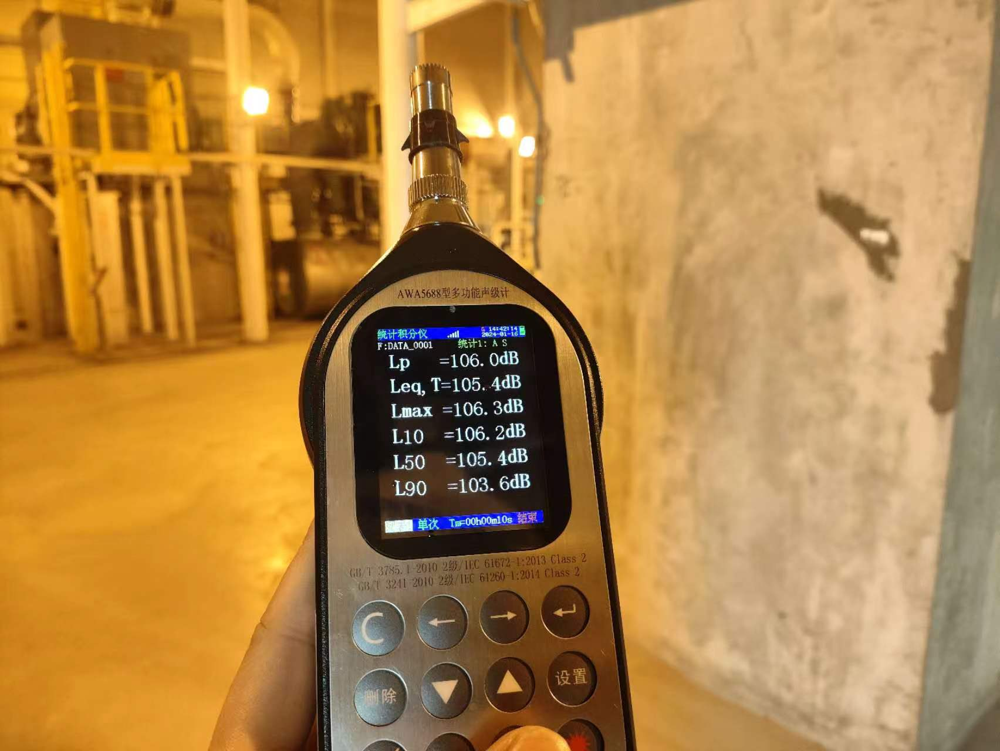 AWA5688型多功能声级计
统计积分仪 G 14:42:14
2024-01-16
F:DATA_0001 统计1: A S
Lp =106.0dB
Leq,T=105.4dB
Lmax =106.3dB
L10 =106.2dB
L50 =105.4dB
L90 =103.6dB
单次 Tm=00h00m10s 结束
GB/T 3785.1-2010 2级/IEC 61672-1:2013 Class 2
GB/T 3241-2010 2级/IEC 61260-1:2014 Class 2
C ← → ↵
删除 ▼ ▲ 设置